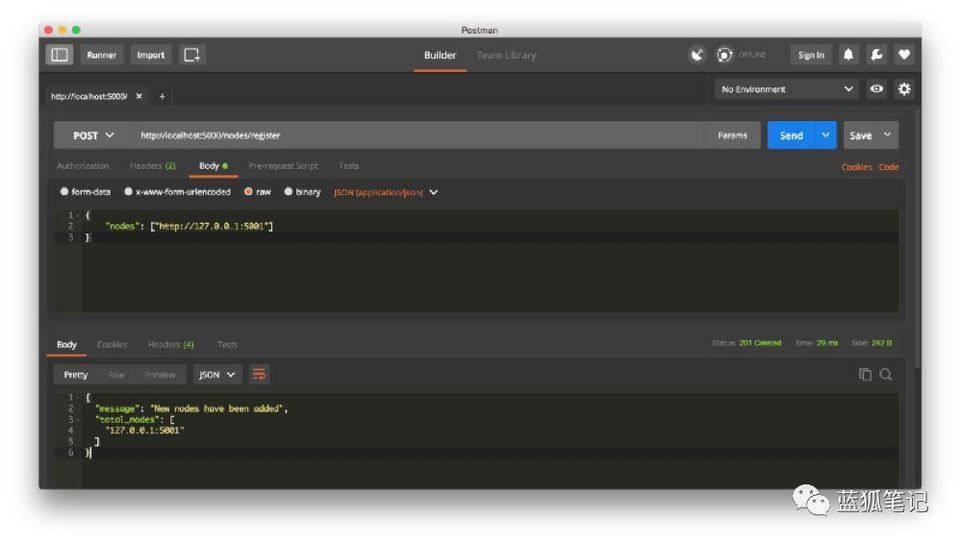 Postman
Runner Import Builder Team Library OFFLINE Sign In
http://localhost:5000/ × + No Environment
POST http://localhost:5000/nodes/register Params Send Save
Authorization Headers (2) Body Pre-request Script Tests Cookies Code
form-data x-www-form-urlencoded raw binary JSON (application/json)
1 {
2 "nodes": ["http://127.0.0.1:5001"]
3 }
Body Cookies Headers (4) Tests Status: 201 Created Time: 29 ms Size: 242 B
Pretty Raw Preview JSON
1 {
2 "message": "New nodes have been added",
3 "total_nodes": [
4 "127.0.0.1:5001"
5 ]
6 }
蓝狐笔记